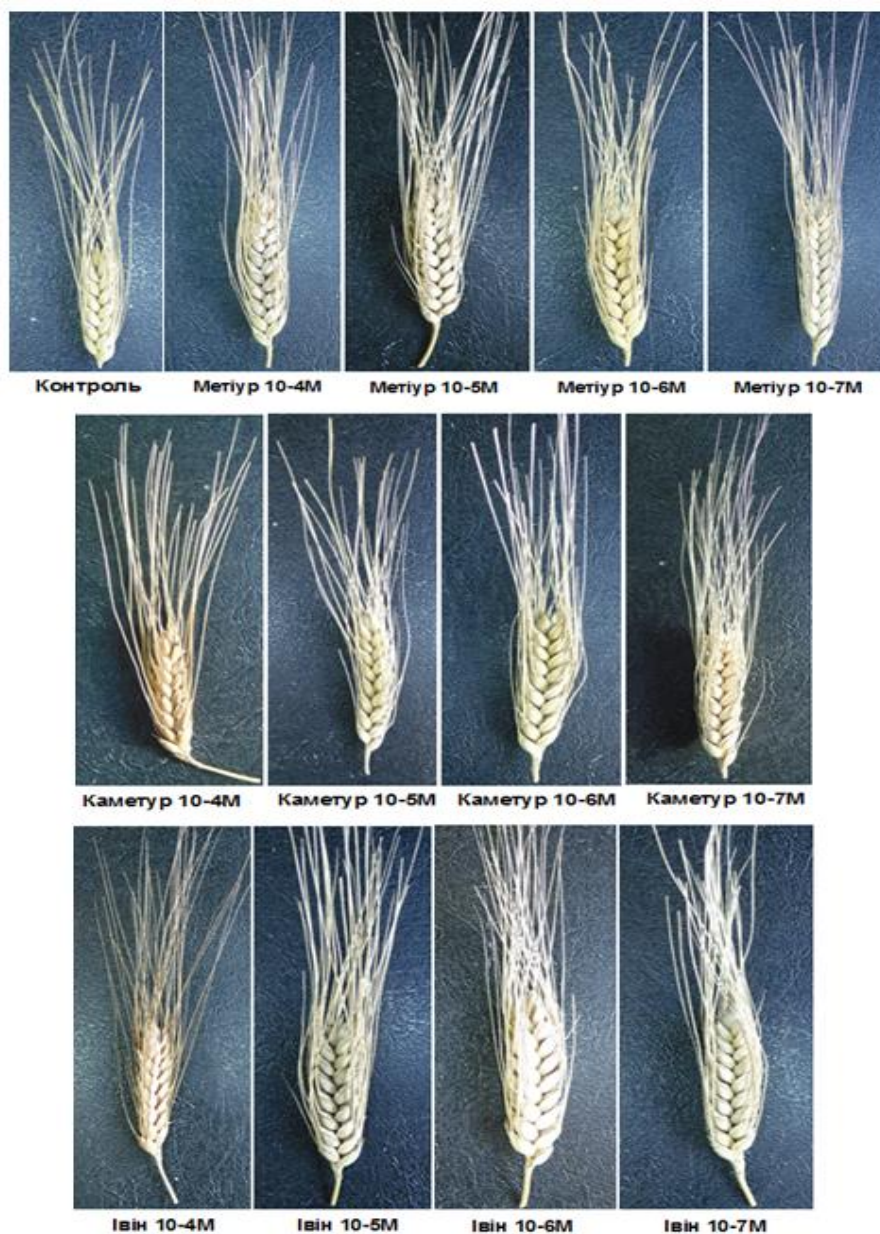 Контроль
Метіур 10-4М
Метіур 10-5М
Метіур 10-6М
Метіур 10-7М
Каметур 10-4М
Каметур 10-5М
Каметур 10-6М
Каметур 10-7М
Івін 10-4М
Івін 10-5М
Івін 10-6М
Івін 10-7М